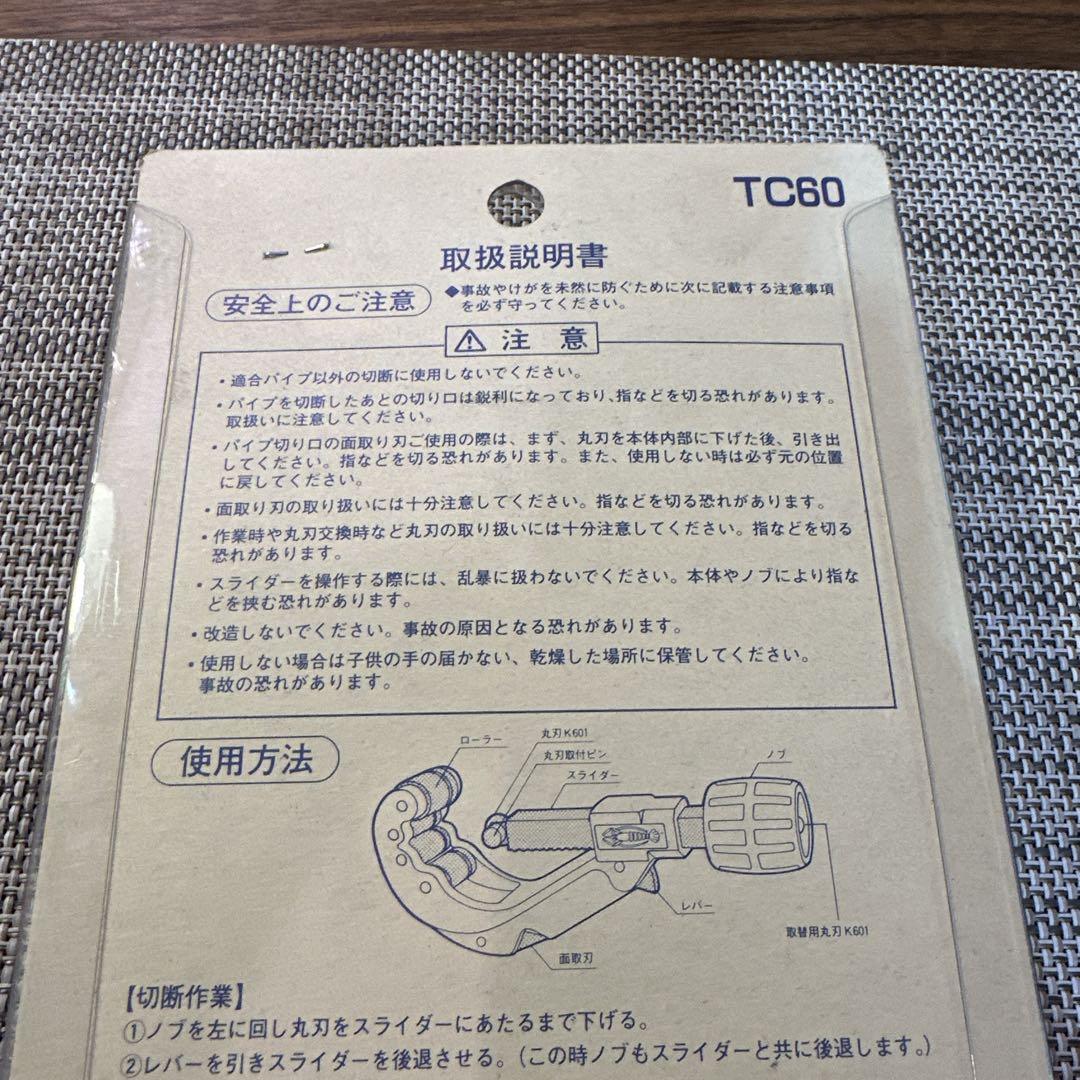 TC60
取扱説明書
安全上のご注意
◆事故やけがを未然に防ぐために次に記載する注意事項
を必ず守ってください。
⚠ 注 意
・適合パイプ以外の切断に使用しないでください。
・パイプを切断したあとの切り口は鋭利になっており、指などを切る恐れがあります。
取扱いに注意してください。
・パイプ切り口の面取り刃ご使用の際は、まず、丸刃を本体内部に下げた後、引き出
してください。指などを切る恐れがあります。また、使用しない時は必ず元の位置
に戻してください。
・面取り刃の取り扱いには十分注意してください。指などを切る恐れがあります。
・作業時や丸刃交換時など丸刃の取り扱いには十分注意してください。指などを切る
恐れがあります。
・スライダーを操作する際には、乱暴に扱わないでください。本体やノブにより指な
どを挟む恐れがあります。
・改造しないでください。事故の原因となる恐れがあります。
・使用しない場合は子供の手の届かない、乾燥した場所に保管してください。
事故の恐れがあります。
使用方法
ローラー
丸刃K601
丸刃取付ピン
スライダー
ノブ
レバー
取替用丸刃K601
面取刃
【切断作業】
①ノブを左に回し丸刃をスライダーにあたるまで下げる。
②レバーを引きスライダーを後退させる。(この時ノブもスライダーと共に後退します。)